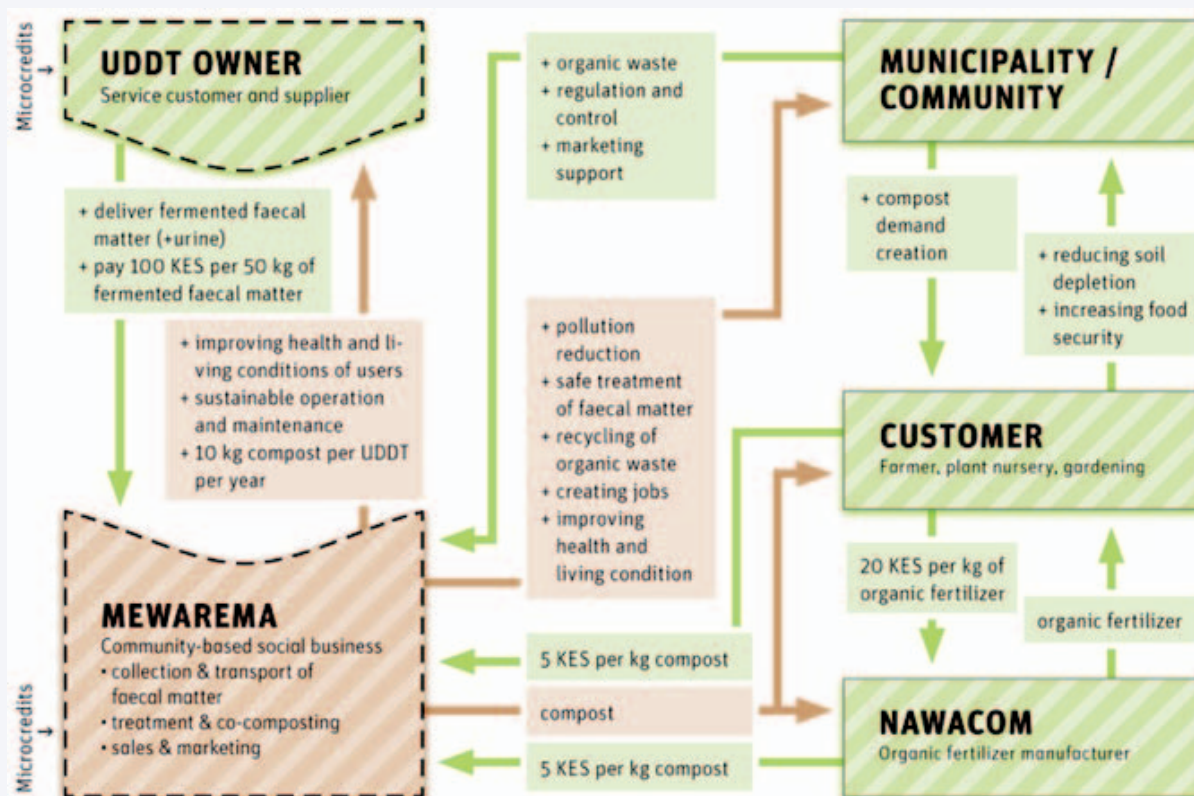 Microcredits →
UDDT OWNER
Service customer and supplier
+ deliver fermented faecal
matter (+urine)
+ pay 100 KES per 50 kg of
fermented faecal matter
+ improving health and li-
ving conditions of users
+ sustainable operation
and maintenance
+ 10 kg compost per UDDT
per year
Microcredits →
MEWAREMA
Community-based social business
• collection & transport of
faecal matter
• treatment & co-composting
• sales & marketing
+ organic waste
+ regulation and
control
+ marketing
support
+ pollution
reduction
+ safe treatment
of faecal matter
+ recycling of
organic waste
+ creating jobs
+ improving
health and
living condition
5 KES per kg compost
compost
5 KES per kg compost
MUNICIPALITY /
COMMUNITY
+ compost
demand
creation
+ reducing soil
depletion
+ increasing food
security
CUSTOMER
Farmer, plant nursery, gardening
20 KES per kg of
organic fertilizer
organic fertilizer
NAWACOM
Organic fertilizer manufacturer